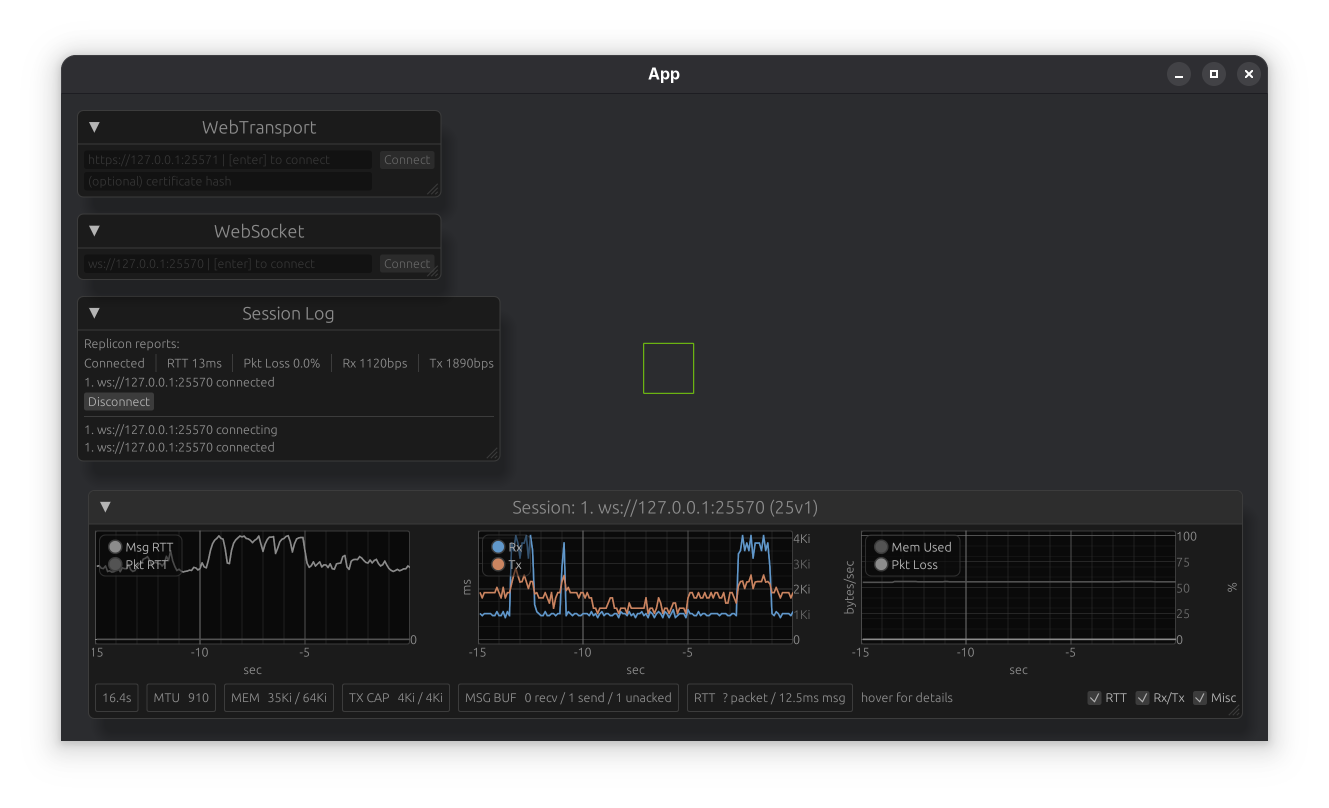 App
WebTransport
https://127.0.0.1:25571 | [enter] to connect Connect
(optional) certificate hash
WebSocket
ws://127.0.0.1:25570 | [enter] to connect Connect
Session Log
Replicon reports:
Connected RTT 13ms Pkt Loss 0.0% Rx 1120bps Tx 1890bps
1. ws://127.0.0.1:25570 connected
Disconnect
1. ws://127.0.0.1:25570 connecting
1. ws://127.0.0.1:25570 connected
Session: 1. ws://127.0.0.1:25570 (25v1)
Msg RTT
Pkt RTT
0
15 -10 -5
sec
ms
Rx
Tx
4Ki
3Ki
2Ki
1Ki
0
-15 -10 -5
sec
bytes/sec
Mem Used
Pkt Loss
100
75
50
25
0
%
-15 -10 -5
sec
16.4s MTU 910 MEM 35Ki / 64Ki TX CAP 4Ki / 4Ki MSG BUF 0 recv / 1 send / 1 unacked RTT ? packet / 12.5ms msg hover for details RTT Rx/Tx Misc